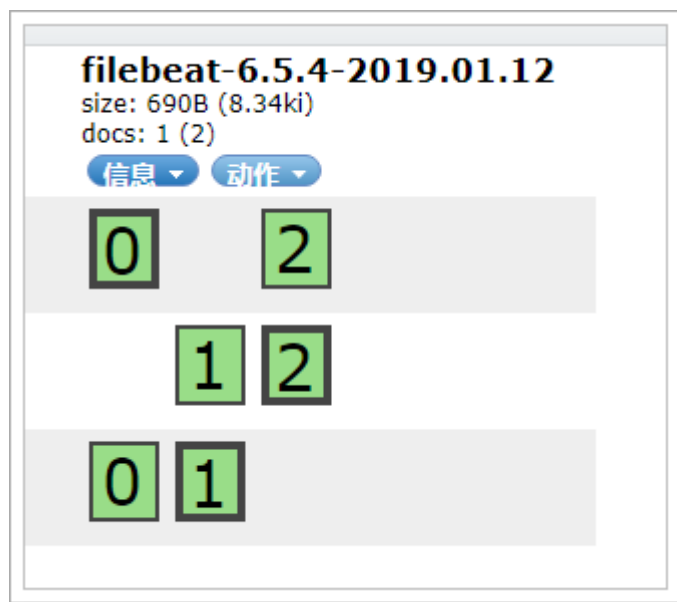 filebeat-6.5.4-2019.01.12
size: 690B (8.34ki)
docs: 1 (2)
信息 动作
0 2
1 2
0 1